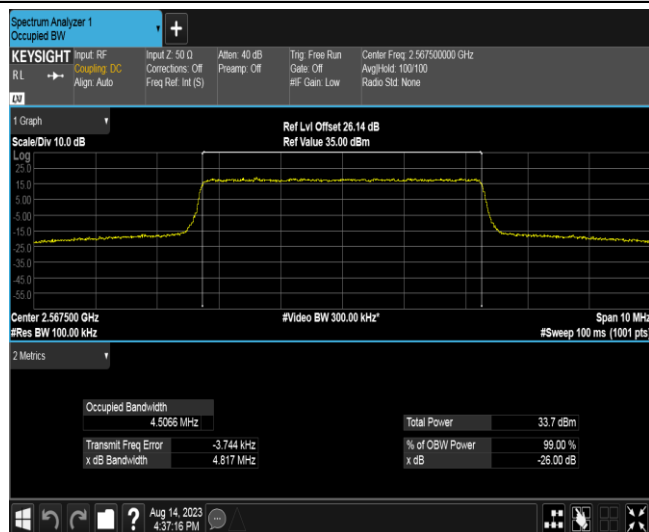 Spectrum Analyzer 1
Occupied BW
+
KEYSIGHT Input: RF Input Z: 50 Ω Atten: 40 dB Trig: Free Run Center Freq: 2.567500000 GHz
RL Coupling: DC Corrections: Off Preamp: Off Gate: Off Avg|Hold: 100/100
Align: Auto Freq Ref: Int (S) #IF Gain: Low Radio Std: None
LXI
1 Graph
Ref Lvl Offset 26.14 dB
Scale/Div 10.0 dB Ref Value 35.00 dBm
Log
25.0
15.0
5.00
-5.00
-15.0
-25.0
-35.0
-45.0
-55.0
Center 2.567500 GHz #Video BW 300.00 kHz* Span 10 MHz
#Res BW 100.00 kHz #Sweep 100 ms (1001 pts)
2 Metrics
Occupied Bandwidth
4.5066 MHz Total Power 33.7 dBm
Transmit Freq Error -3.744 kHz % of OBW Power 99.00 %
x dB Bandwidth 4.817 MHz x dB -26.00 dB
? Aug 14, 2023
4:37:16 PM